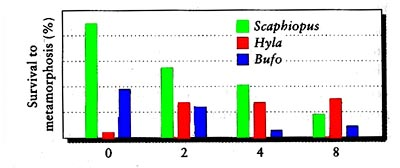 Survival to
metamorphosis (%)
Scaphiopus
Hyla
Bufo
0 2 4 8